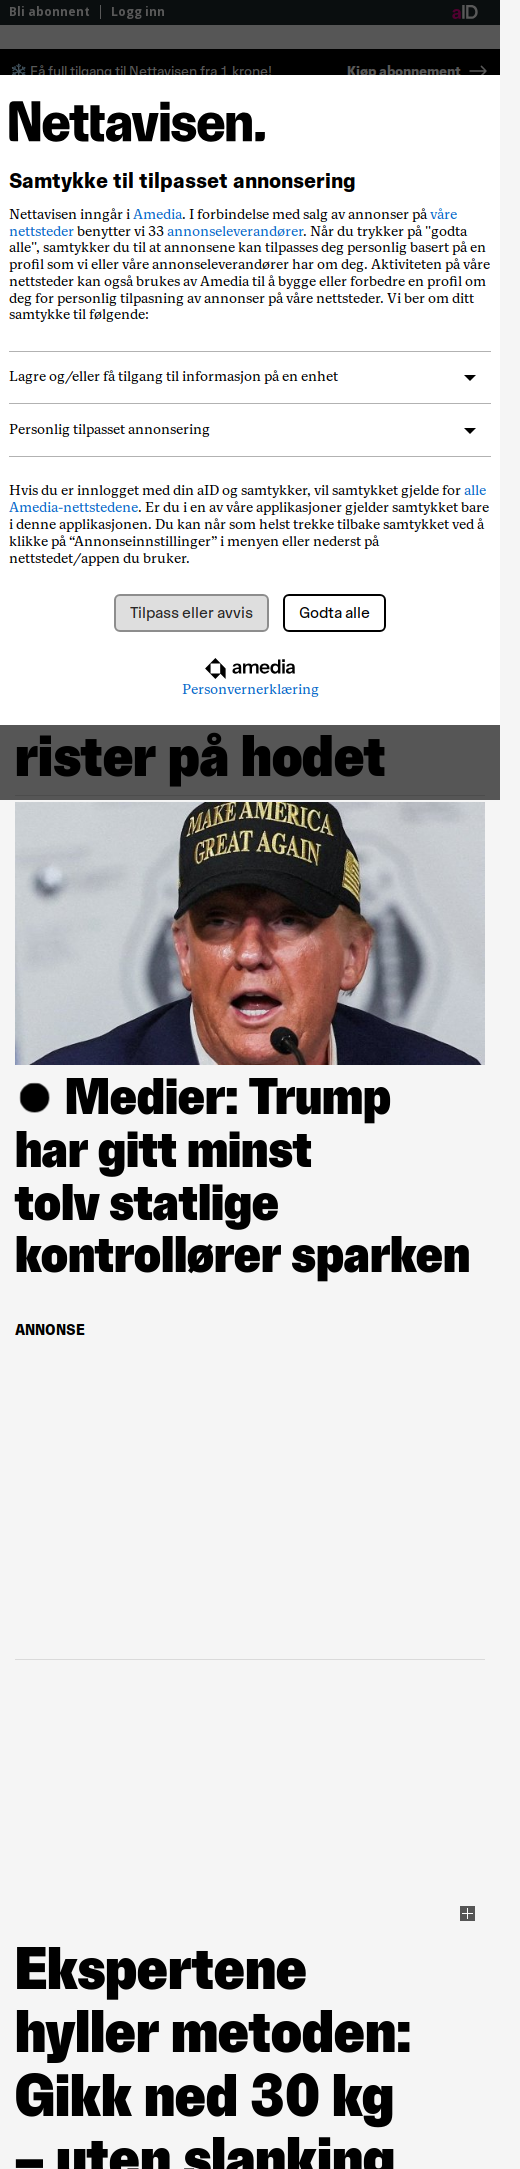 Bli abonnent | Logg inn
aID
Få full tilgang til Nettavisen fra 1 krone!
Kjøp abonnement →
Nettavisen.
Samtykke til tilpasset annonsering
Nettavisen inngår i Amedia. I forbindelse med salg av annonser på våre
nettsteder benytter vi 33 annonseleverandører. Når du trykker på "godta
alle", samtykker du til at annonsene kan tilpasses deg personlig basert på en
profil som vi eller våre annonseleverandører har om deg. Aktiviteten på våre
nettsteder kan også brukes av Amedia til å bygge eller forbedre en profil om
deg for personlig tilpasning av annonser på våre nettsteder. Vi ber om ditt
samtykke til følgende:
Lagre og/eller få tilgang til informasjon på en enhet
Personlig tilpasset annonsering
Hvis du er innlogget med din aID og samtykker, vil samtykket gjelde for alle
Amedia-nettstedene. Er du i en av våre applikasjoner gjelder samtykket bare
i denne applikasjonen. Du kan når som helst trekke tilbake samtykket ved å
klikke på “Annonseinnstillinger” i menyen eller nederst på
nettstedet/appen du bruker.
Tilpass eller avvis
Godta alle
amedia
Personvernerklæring
rister på hodet
MAKE AMERICA
GREAT AGAIN
Medier: Trump
har gitt minst
tolv statlige
kontrollører sparken
ANNONSE
Ekspertene
hyller metoden:
Gikk ned 30 kg
– uten slanking